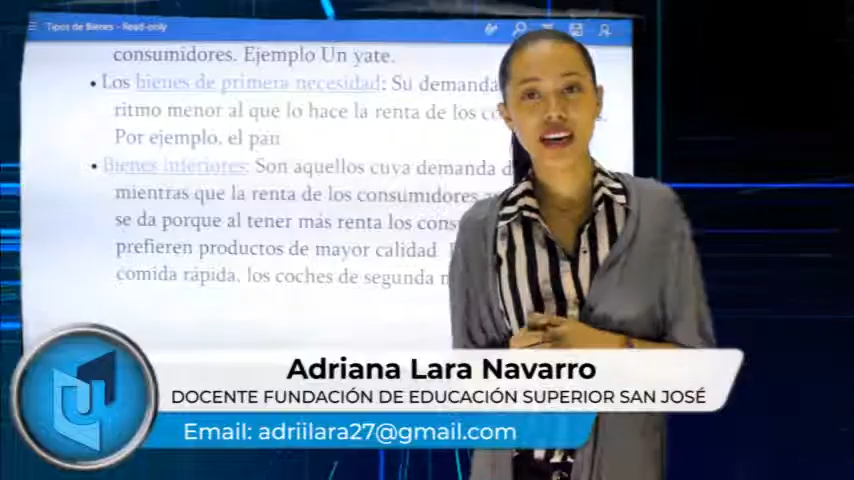 Tipos de Bienes - Read-only
consumidores. Ejemplo Un yate.
• Los bienes de primera necesidad: Su demanda
ritmo menor al que lo hace la renta de los
Por ejemplo, el pan
• Bienes inferiores: Son aquellos cuya demanda
mientras que la renta de los consumidores
se da porque al tener más renta los
prefieren productos de mayor calidad
comida rápida, los coches de segunda
Adriana Lara Navarro
DOCENTE FUNDACIÓN DE EDUCACIÓN SUPERIOR SAN JOSÉ
Email: adriilara27@gmail.com